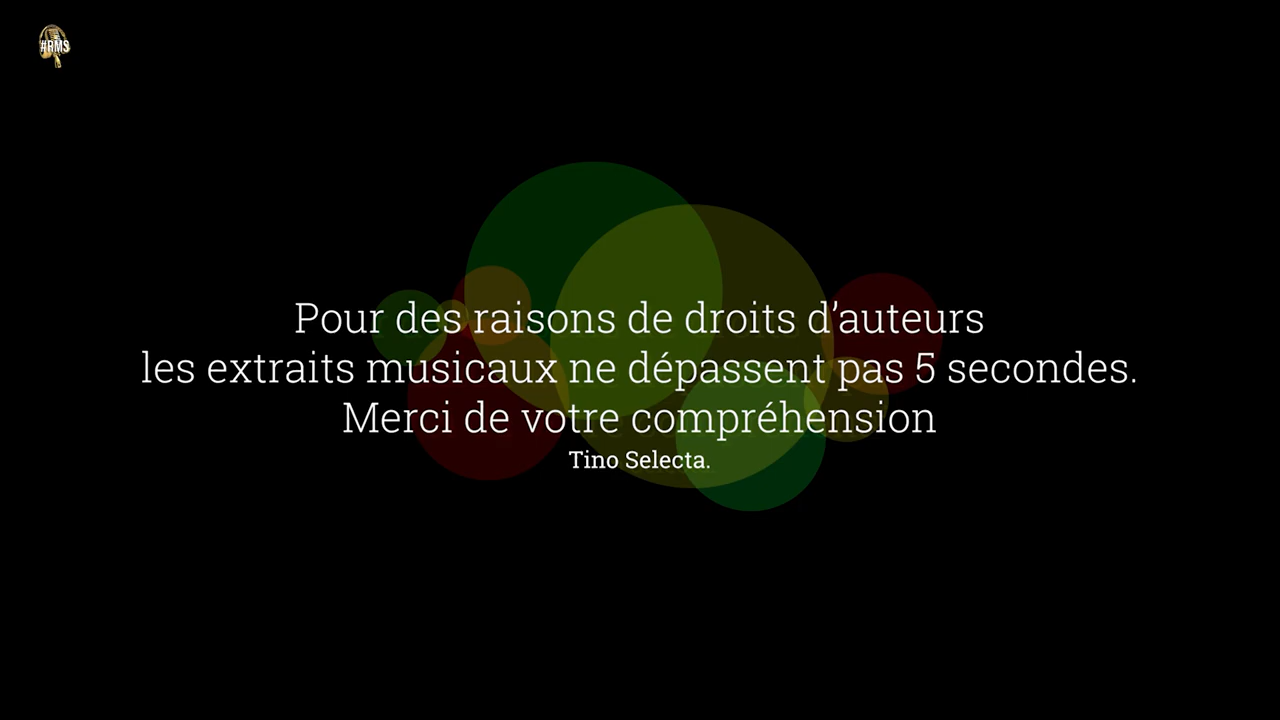 #RMS
Pour des raisons de droits d’auteurs
les extraits musicaux ne dépassent pas 5 secondes.
Merci de votre compréhension
Tino Selecta.